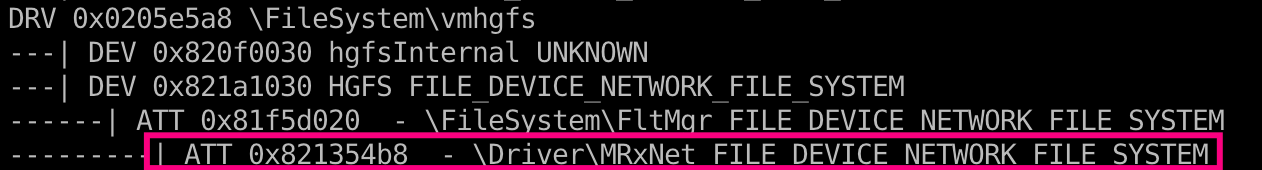 DRV 0x0205e5a8 \FileSystem\vmhgfs
---| DEV 0x820f0030 hgfsInternal UNKNOWN
---| DEV 0x821a1030 HGFS FILE_DEVICE_NETWORK_FILE_SYSTEM
------| ATT 0x81f5d020  - \FileSystem\FltMgr FILE_DEVICE_NETWORK_FILE_SYSTEM
---------| ATT 0x821354b8  - \Driver\MRxNet FILE_DEVICE_NETWORK_FILE_SYSTEM